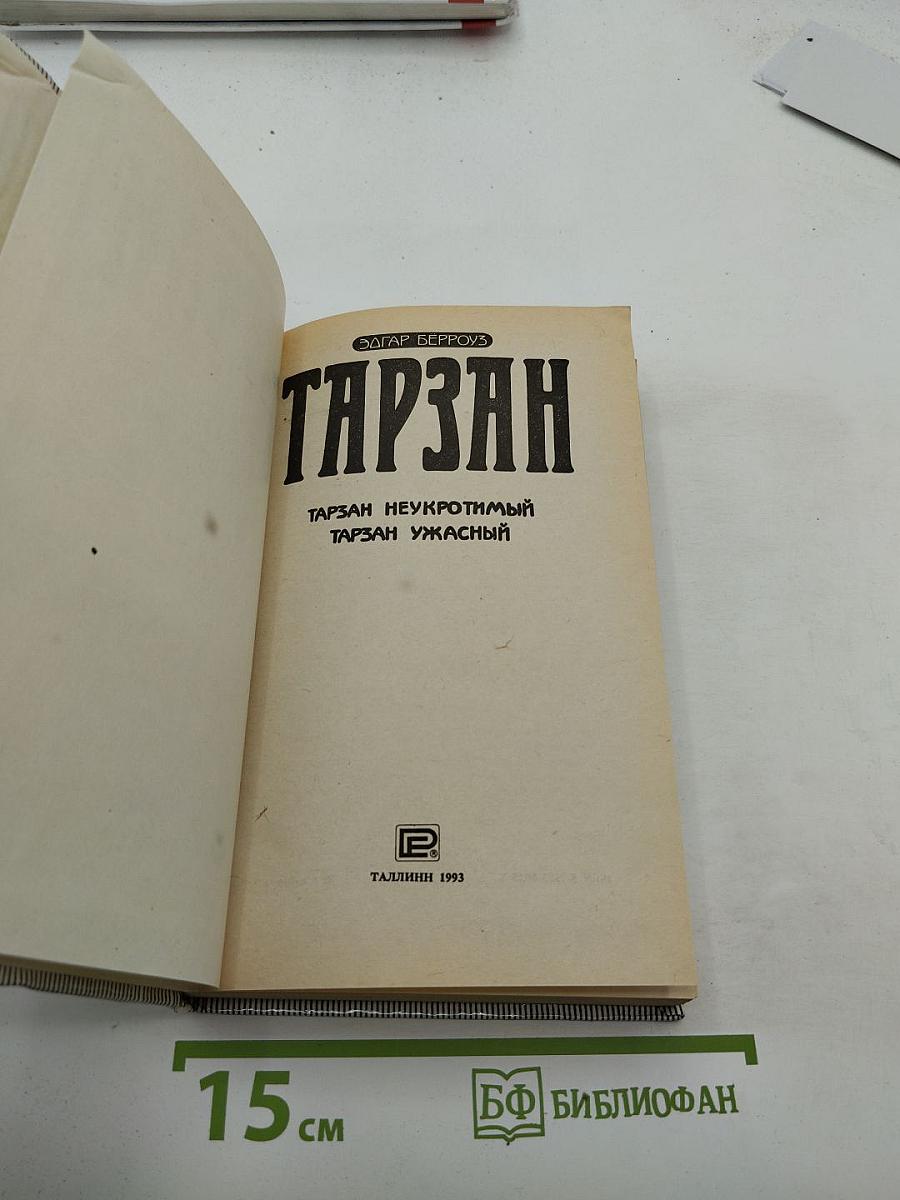 ЭДГАР БЕРРОУЗ
ТАРЗАН
ТАРЗАН НЕУКРОТИМЫЙ
ТАРЗАН УЖАСНЫЙ
ТАЛЛИНН 1993
15 см
БФ БИБЛИОФАН